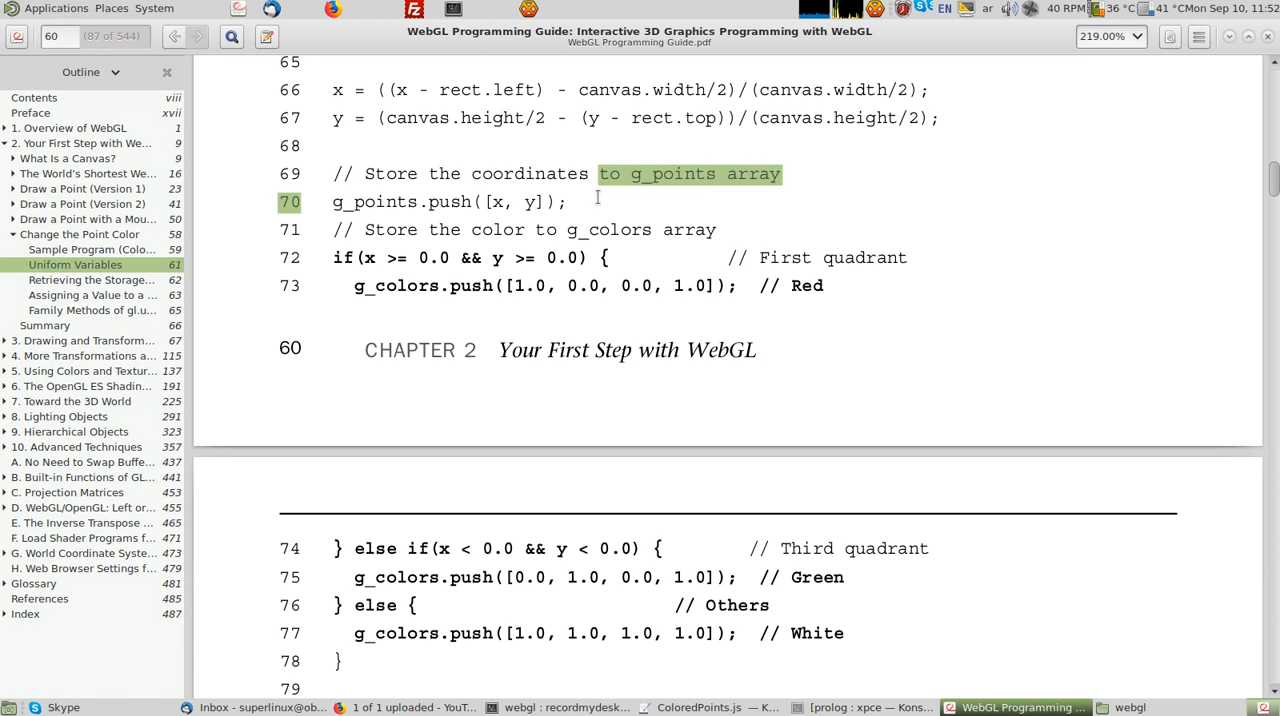 Applications Places System EN ar 40 RPM 36 °C 41 °C Mon Sep 10, 11:52
60 (87 of 544) WebGL Programming Guide: Interactive 3D Graphics Programming with WebGL 219.00%
WebGL Programming Guide.pdf
Outline
Contents viii
Preface xvii
1. Overview of WebGL 1
2. Your First Step with We... 9
What Is a Canvas? 9
The World's Shortest We... 16
Draw a Point (Version 1) 23
Draw a Point (Version 2) 41
Draw a Point with a Mou... 50
Change the Point Color 58
Sample Program (Colo... 59
Uniform Variables 61
Retrieving the Storage... 62
Assigning a Value to a ... 63
Family Methods of gl.u... 65
Summary 66
3. Drawing and Transform... 67
4. More Transformations a... 115
5. Using Colors and Textur... 137
6. The OpenGL ES Shadin... 191
7. Toward the 3D World 225
8. Lighting Objects 291
9. Hierarchical Objects 323
10. Advanced Techniques 357
A. No Need to Swap Buffe... 437
B. Built-in Functions of GL... 441
C. Projection Matrices 453
D. WebGL/OpenGL: Left or... 455
E. The Inverse Transpose ... 465
F. Load Shader Programs f... 471
G. World Coordinate Syste... 473
H. Web Browser Settings f... 479
Glossary 481
References 485
Index 487
65
66 x = ((x - rect.left) - canvas.width/2)/(canvas.width/2);
67 y = (canvas.height/2 - (y - rect.top))/(canvas.height/2);
68
69 // Store the coordinates to g_points array
70 g_points.push([x, y]);
71 // Store the color to g_colors array
72 if(x >= 0.0 && y >= 0.0) { // First quadrant
73 g_colors.push([1.0, 0.0, 0.0, 1.0]); // Red
60 CHAPTER 2 Your First Step with WebGL
74 } else if(x < 0.0 && y < 0.0) { // Third quadrant
75 g_colors.push([0.0, 1.0, 0.0, 1.0]); // Green
76 } else { // Others
77 g_colors.push([1.0, 1.0, 1.0, 1.0]); // White
78 }
79
Skype Inbox - superlinux@ob... 1 of 1 uploaded - YouT... webgl : recordmydesk... ColoredPoints.js — K... [prolog : xpce — Kons... WebGL Programming ... webgl